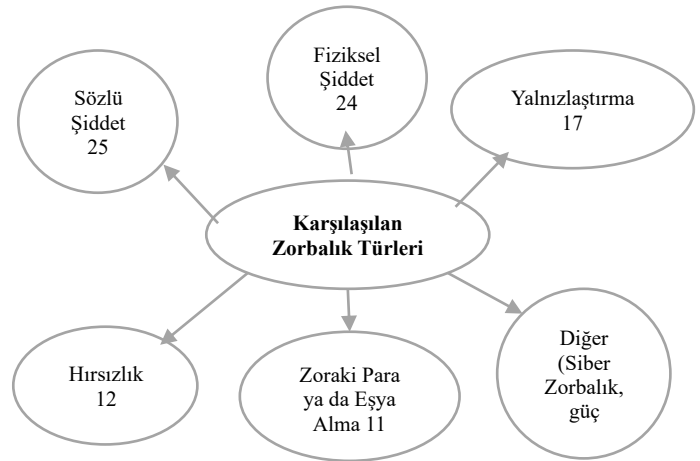 Sözlü
Şiddet
25
Fiziksel
Şiddet
24
Yalnızlaştırma
17
Karşılaşılan
Zorbalık Türleri
Hırsızlık
12
Zoraki Para
ya da Eşya
Alma 11
Diğer
(Siber
Zorbalık,
güç